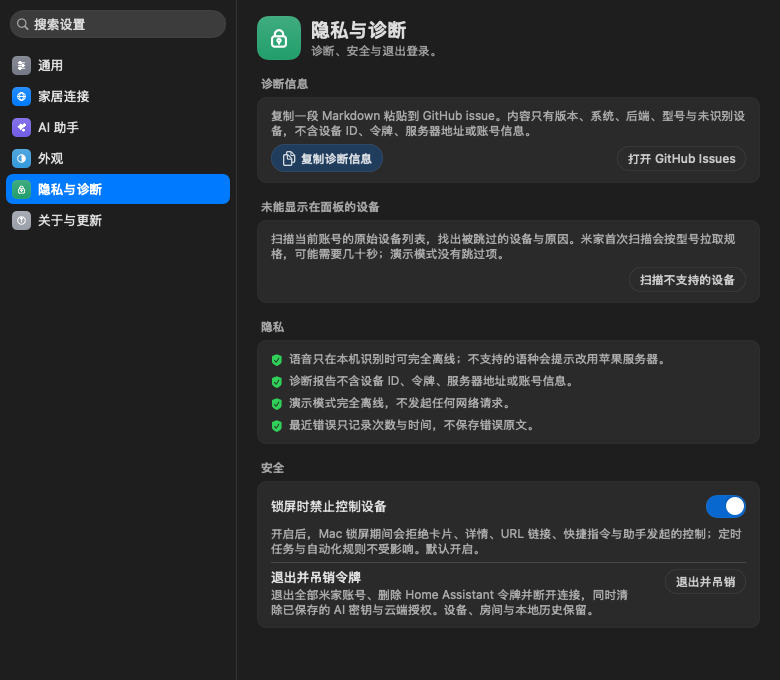 搜索设置
通用
家居连接
AI 助手
外观
隐私与诊断
关于与更新
隐私与诊断
诊断、安全与退出登录。
诊断信息
复制一段 Markdown 粘贴到 GitHub issue。内容只有版本、系统、后端、型号与未识别设
备，不含设备 ID、令牌、服务器地址或账号信息。
复制诊断信息
打开 GitHub Issues
未能显示在面板的设备
扫描当前账号的原始设备列表，找出被跳过的设备与原因。米家首次扫描会按型号拉取规
格，可能需要几十秒；演示模式没有跳过项。
扫描不支持的设备
隐私
语音只在本机识别时可完全离线；不支持的语种会提示改用苹果服务器。
诊断报告不含设备 ID、令牌、服务器地址或账号信息。
演示模式完全离线，不发起任何网络请求。
最近错误只记录次数与时间，不保存错误原文。
安全
锁屏时禁止控制设备
开启后，Mac 锁屏期间会拒绝卡片、详情、URL 链接、快捷指令与助手发起的控制；定时
任务与自动化规则不受影响。默认开启。
退出并吊销令牌
退出全部米家账号、删除 Home Assistant 令牌并断开连接，同时清
除已保存的 AI 密钥与云端授权。设备、房间与本地历史保留。
退出并吊销